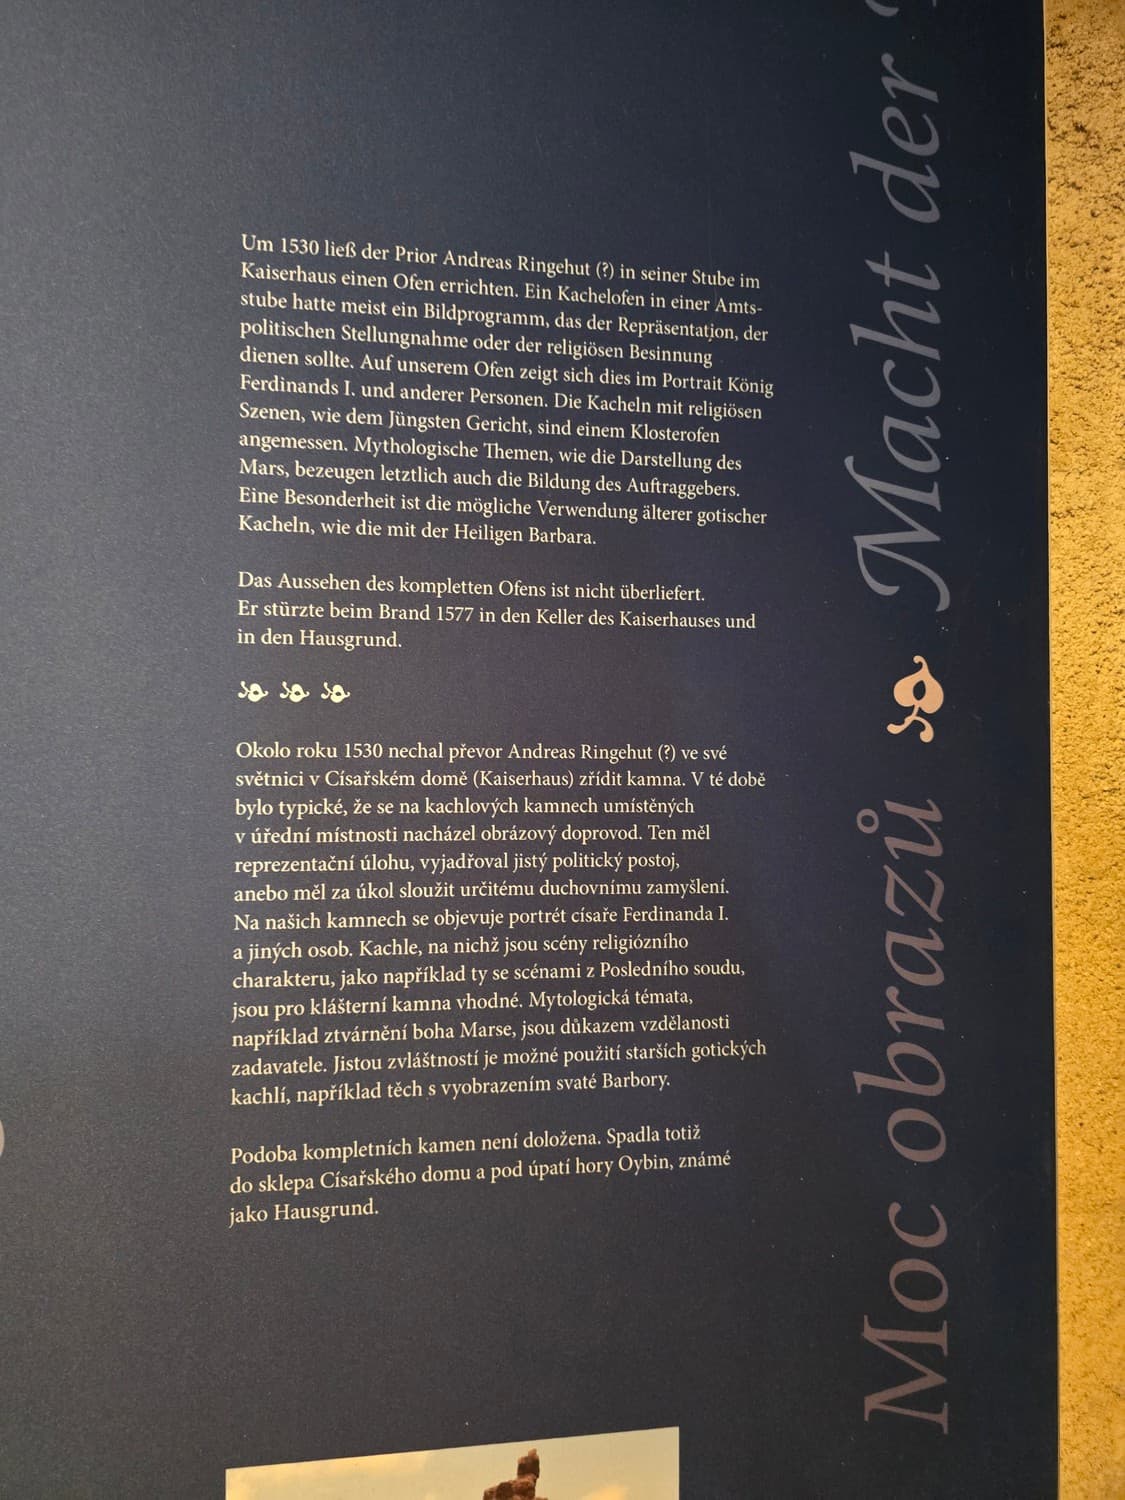 Um 1530 ließ der Prior Andreas Ringehut (?) in seiner Stube im
Kaiserhaus einen Ofen errichten. Ein Kachelofen in einer Amts-
stube hatte meist ein Bildprogramm, das der Repräsentation, der
politischen Stellungnahme oder der religiösen Besinnung
dienen sollte. Auf unserem Ofen zeigt sich dies im Portrait König
Ferdinands I. und anderer Personen. Die Kacheln mit religiösen
Szenen, wie dem Jüngsten Gericht, sind einem Klosterofen
angemessen. Mythologische Themen, wie die Darstellung des
Mars, bezeugen letztlich auch die Bildung des Auftraggebers.
Eine Besonderheit ist die mögliche Verwendung älterer gotischer
Kacheln, wie die mit der Heiligen Barbara.
Das Aussehen des kompletten Ofens ist nicht überliefert.
Er stürzte beim Brand 1577 in den Keller des Kaiserhauses und
in den Hausgrund.
Okolo roku 1530 nechal převor Andreas Ringehut (?) ve své
světnici v Císařském domě (Kaiserhaus) zřídit kamna. V té době
bylo typické, že se na kachlových kamnech umístěných
v úřední místnosti nacházel obrázový doprovod. Ten měl
reprezentační úlohu, vyjadřoval jistý politický postoj,
anebo měl za úkol sloužit určitému duchovnímu zamyšlení.
Na našich kamnech se objevuje portrét císaře Ferdinanda I.
a jiných osob. Kachle, na nichž jsou scény religiózního
charakteru, jako například ty se scénami z Posledního soudu,
jsou pro klášterní kamna vhodné. Mytologická témata,
například ztvárnění boha Marse, jsou důkazem vzdělanosti
zadavatele. Jistou zvláštností je možné použití starších gotických
kachlí, například těch s vyobrazením svaté Barbory.
Podoba kompletních kamen není doložena. Spadla totiž
do sklepa Císařského domu a pod úpatí hory Oybin, známé
jako Hausgrund.
Moc obrazů Macht der